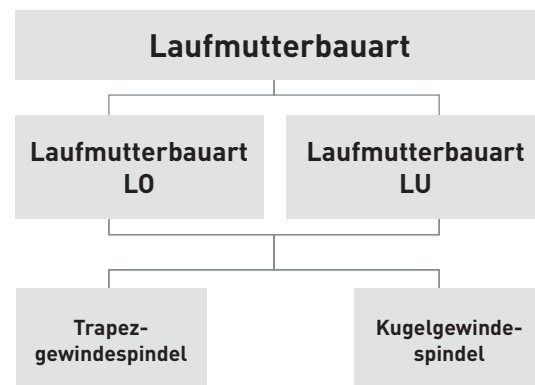 Laufmutterbauart
Laufmutterbauart
LO
Laufmutterbauart
LU
Trapez-
gewindespindel
Kugelgewinde-
spindel